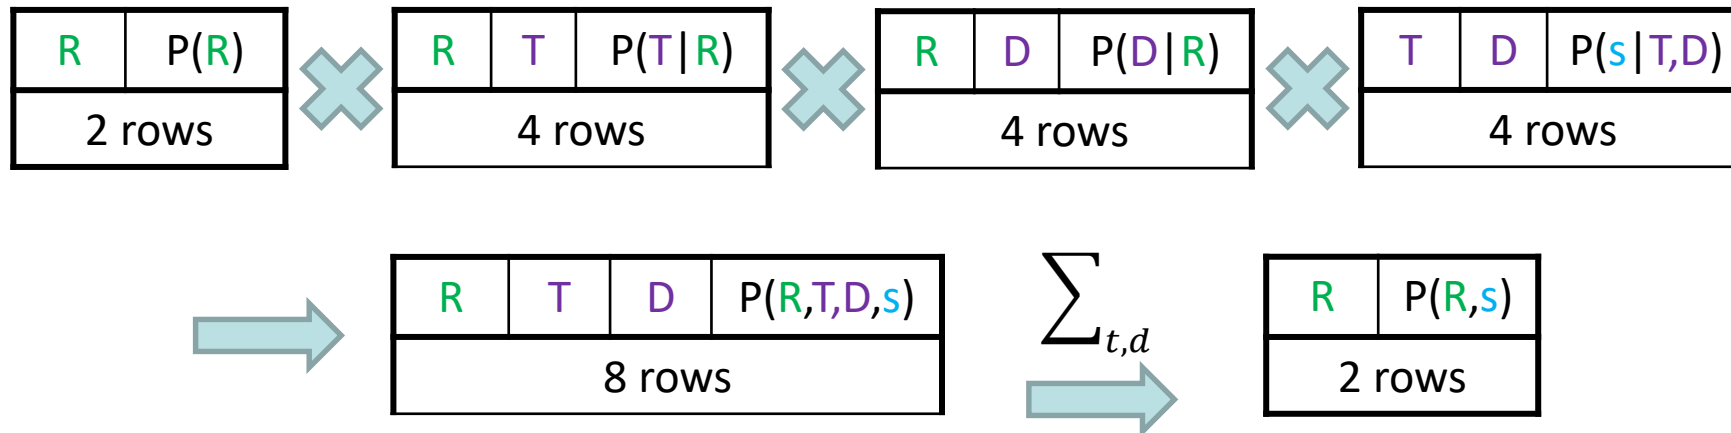 R P(R) R T P(T|R) R D P(D|R) T D P(s|T,D)
2 rows 4 rows 4 rows 4 rows
R T D P(R,T,D,s) ∑t,d R P(R,s)
8 rows 2 rows